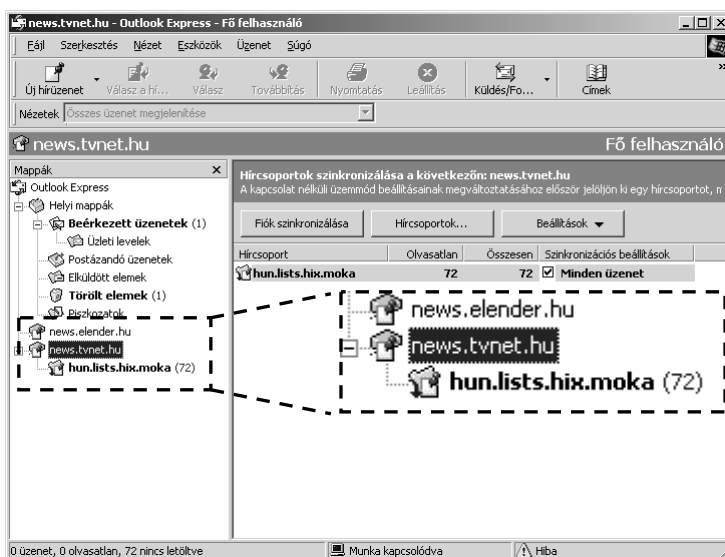 news.tvnet.hu - Outlook Express - Fő felhasználó
Fájl Szerkesztés Nézet Eszközök Üzenet Súgó
Új hírüzenet Válasz a hí... Válasz Továbbítás Nyomtatás Leállítás Küldés/Fo... Címek
Nézetek Összes üzenet megjelenítése
news.tvnet.hu Fő felhasználó
Mappák
Outlook Express
Helyi mappák
Beérkezett üzenetek (1)
Üzleti levelek
Postázandó üzenetek
Elküldött elemek
Törölt elemek (1)
Piszkozatok
news.elender.hu
news.tvnet.hu
hun.lists.hix.moka (72)
Hírcsoportok szinkronizálása a következőn: news.tvnet.hu
A kapcsolat nélküli üzemmód beállításainak megváltoztatásához először jelöljön ki egy hírcsoportot,
Fiók szinkronizálása Hírcsoportok... Beállítások
Hírcsoport Olvasatlan Összesen Szinkronizációs beállítások
hun.lists.hix.moka 72 72 Minden üzenet
news.elender.hu
news.tvnet.hu
hun.lists.hix.moka (72)
0 üzenet, 0 olvasatlan, 72 nincs letöltve Munka kapcsolódva Hiba